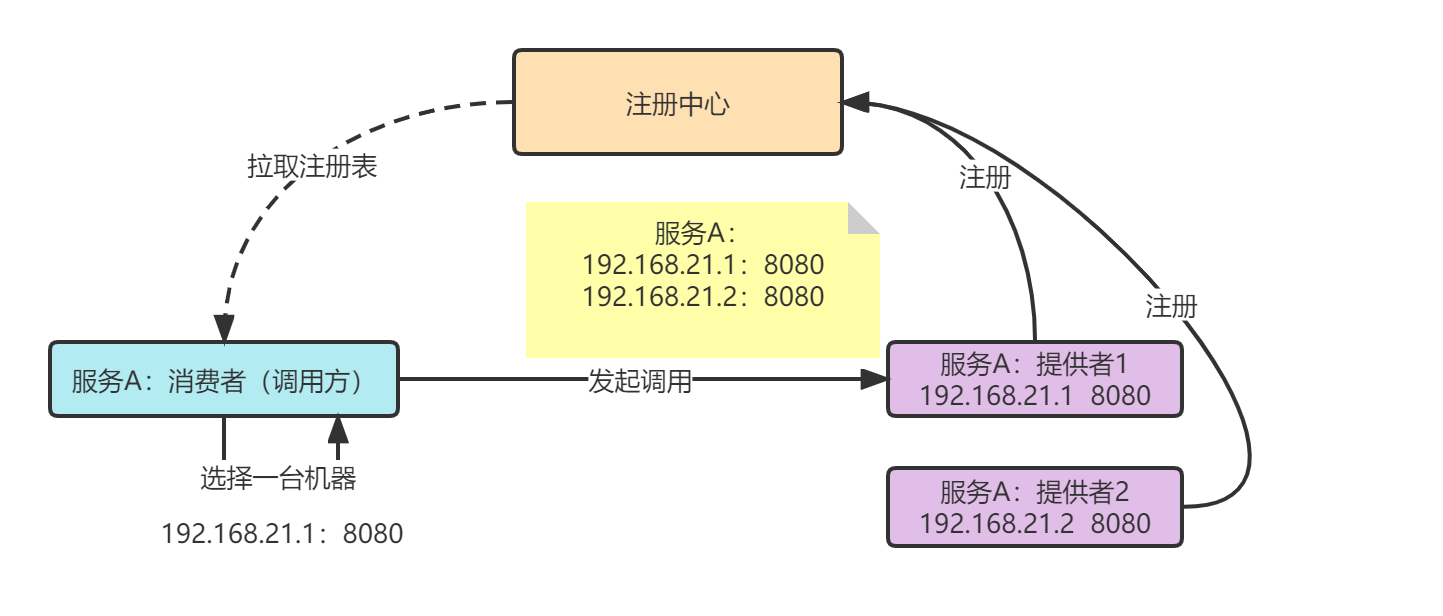 注册中心
拉取注册表
注册
服务A：
192.168.21.1：8080
192.168.21.2：8080
注册
服务A：消费者（调用方）
发起调用
服务A：提供者1
192.168.21.1 8080
选择一台机器
192.168.21.1：8080
服务A：提供者2
192.168.21.2 8080